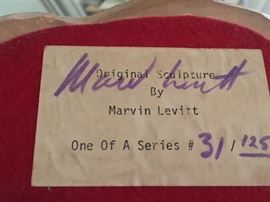 Original Sculpture
By
Marvin Levitt
One Of A Series # 31/125